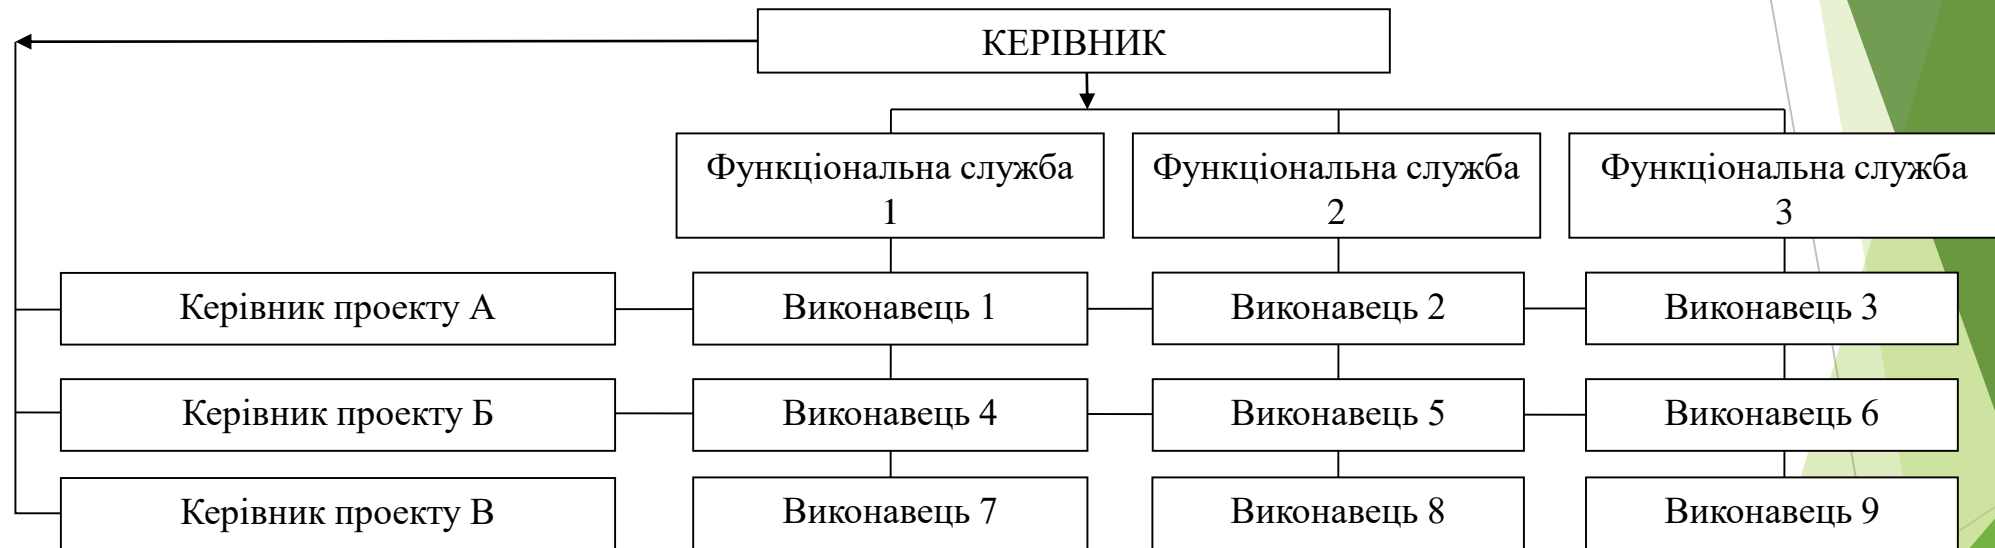 КЕРІВНИК
Функціональна служба
1
Функціональна служба
2
Функціональна служба
3
Керівник проекту А
Виконавець 1
Виконавець 2
Виконавець 3
Керівник проекту Б
Виконавець 4
Виконавець 5
Виконавець 6
Керівник проекту В
Виконавець 7
Виконавець 8
Виконавець 9